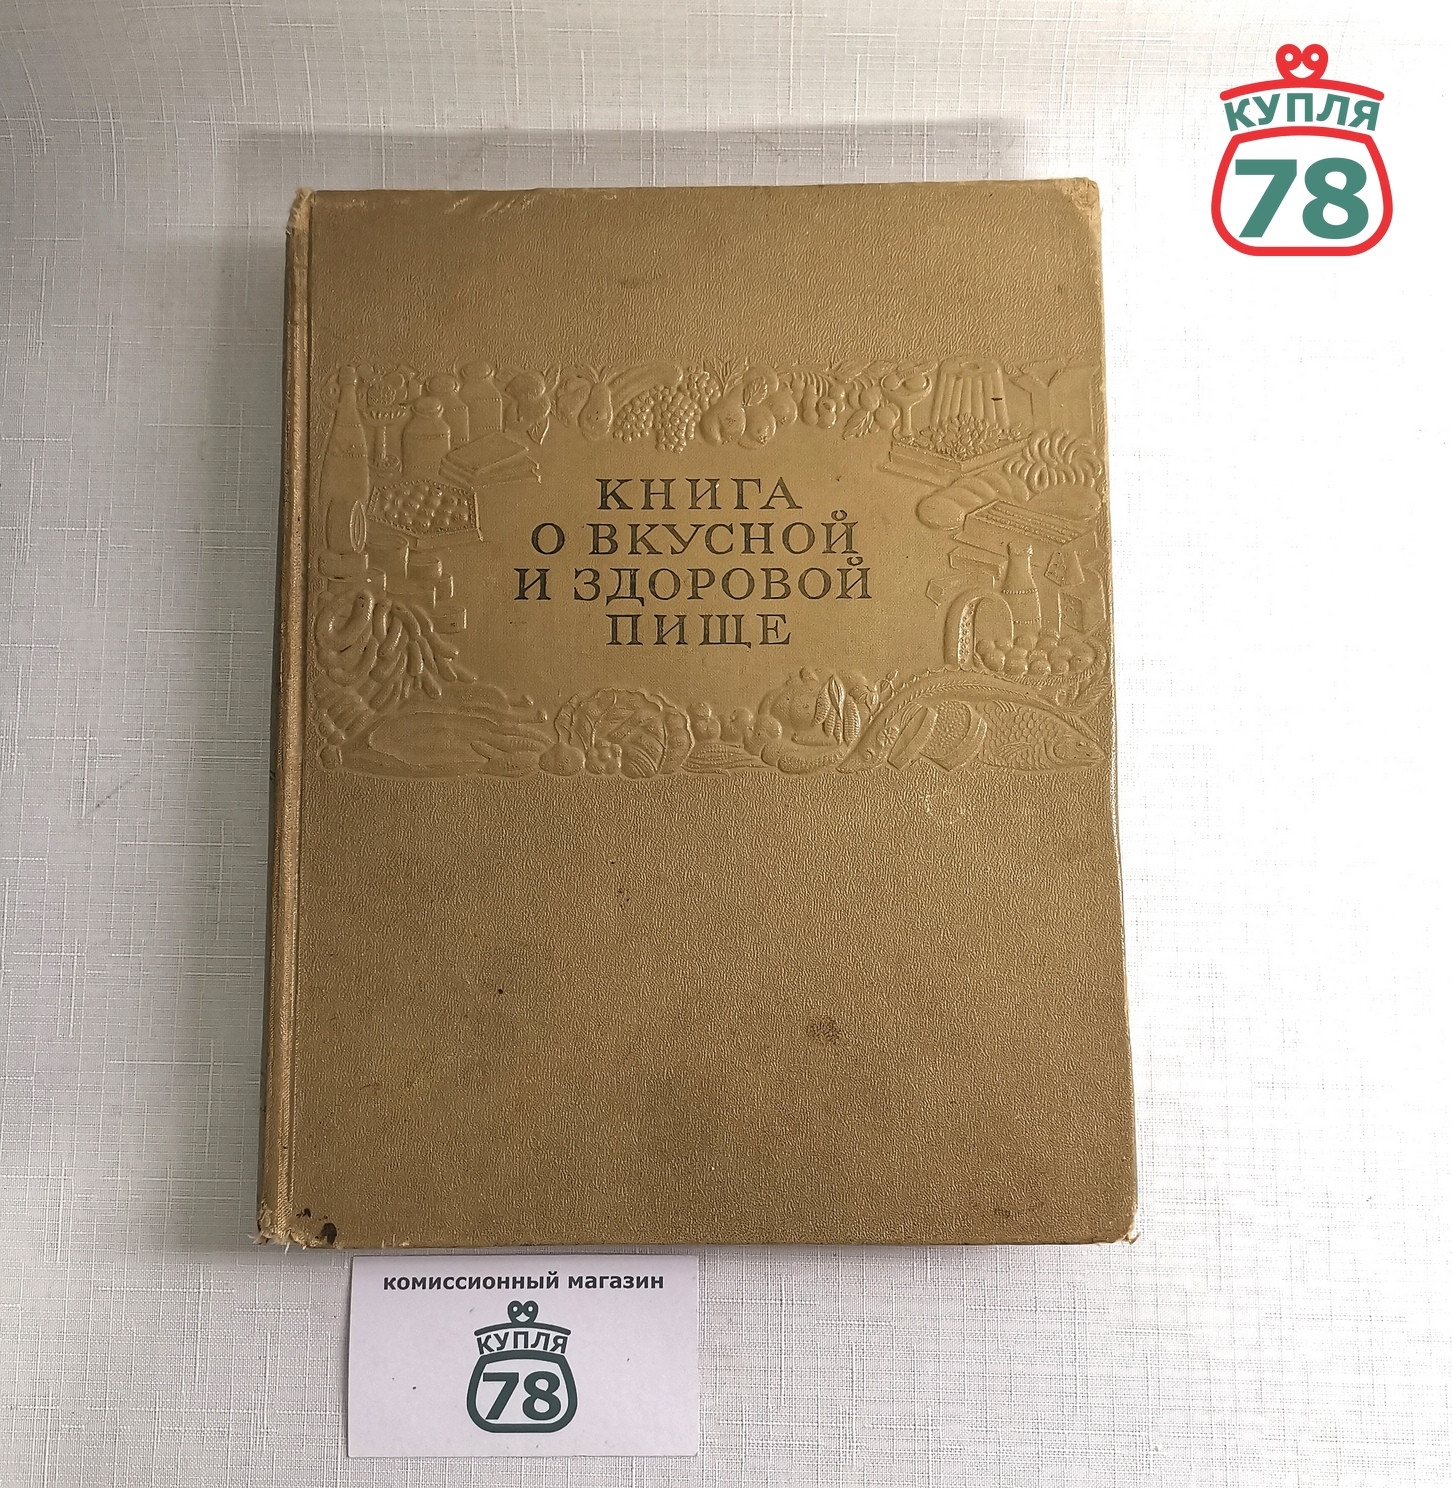 КУПЛЯ
78
КНИГА
О ВКУСНОЙ
И ЗДОРОВОЙ
ПИЩЕ
комиссионный магазин
КУПЛЯ
78